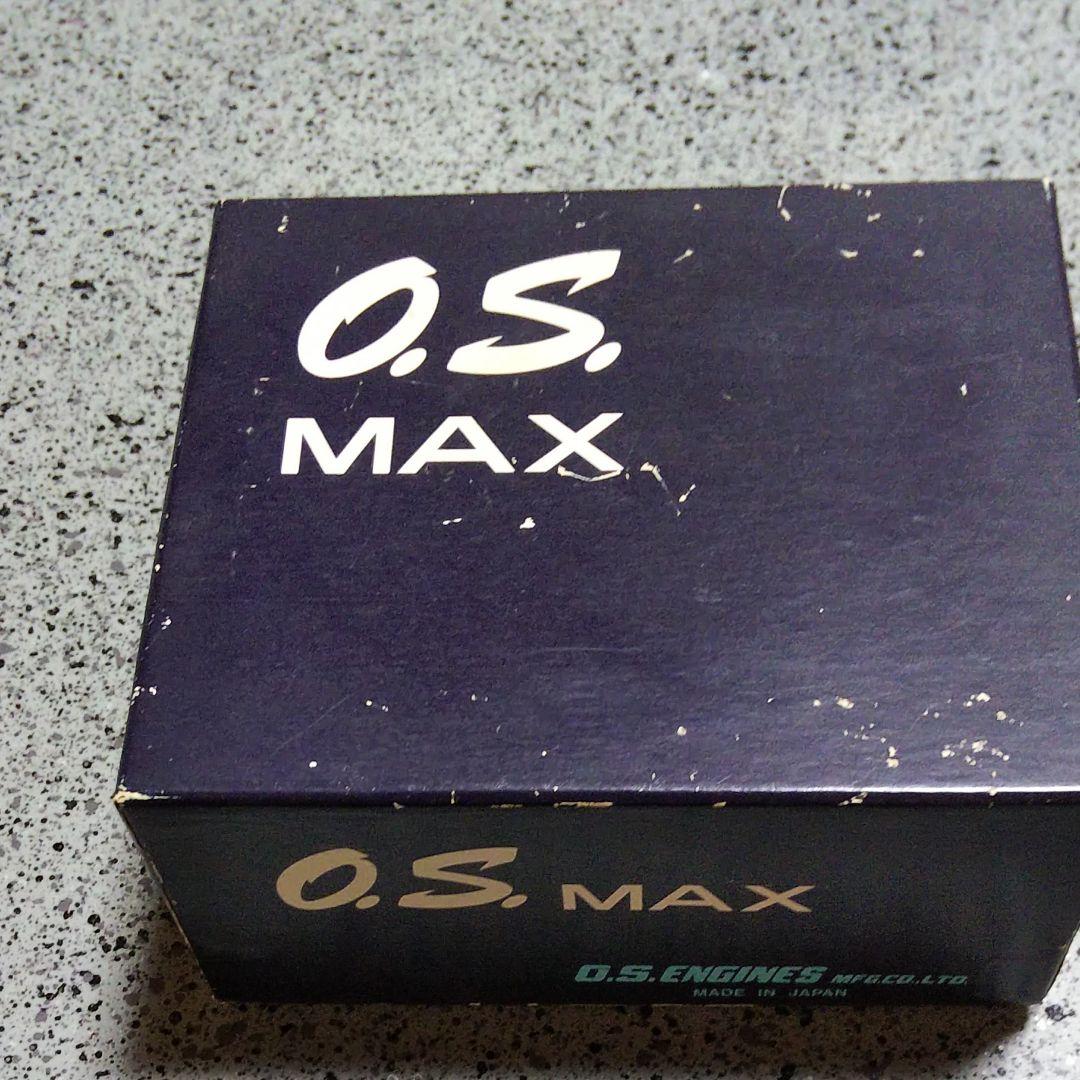 O.S.
MAX
O.S. MAX
O.S. ENGINES MFG.CO.,LTD.
MADE IN JAPAN